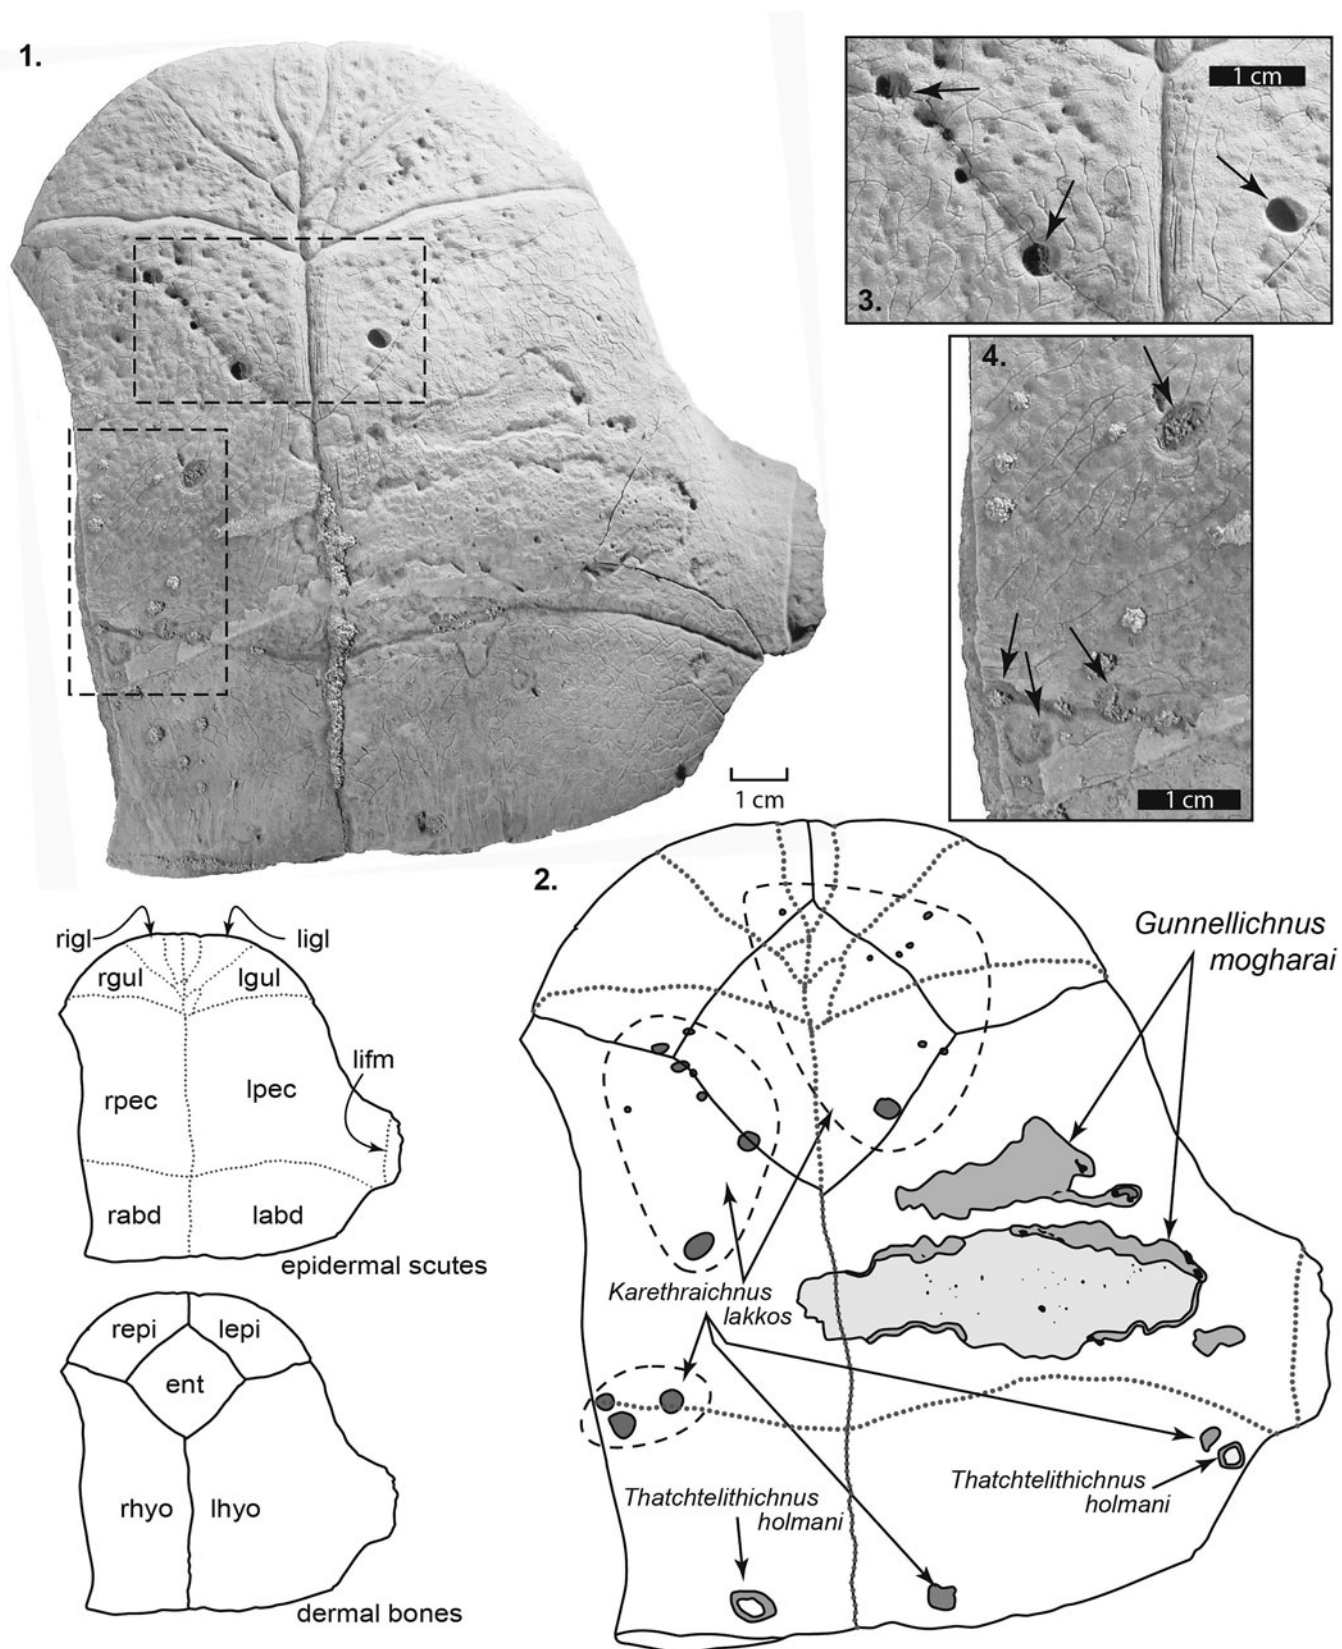 1.
1 cm
3.
4.
1 cm
1 cm
2.
rigl
ligl
rgul
lgul
lifm
rpec
lpec
rabd
labd
epidermal scutes
repi
lepi
ent
rhyo
lhyo
dermal bones
Gunnellichnus
mogharai
Karethraichnus
lakkos
Thatchtelithichnus
holmani
Thatchtelithichnus
holmani